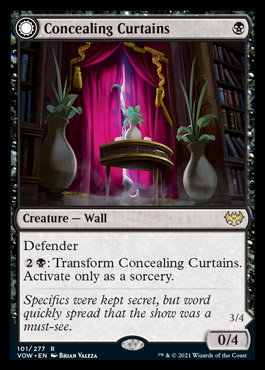 Concealing Curtains
Creature — Wall
Defender
2 B: Transform Concealing Curtains.
Activate only as a sorcery.
Specifics were kept secret, but word
quickly spread that the show was a
must-see.
3/4
0/4
101/277 R
VOW • EN BRIAN VALEZA
™ & © 2021 Wizards of the Coast